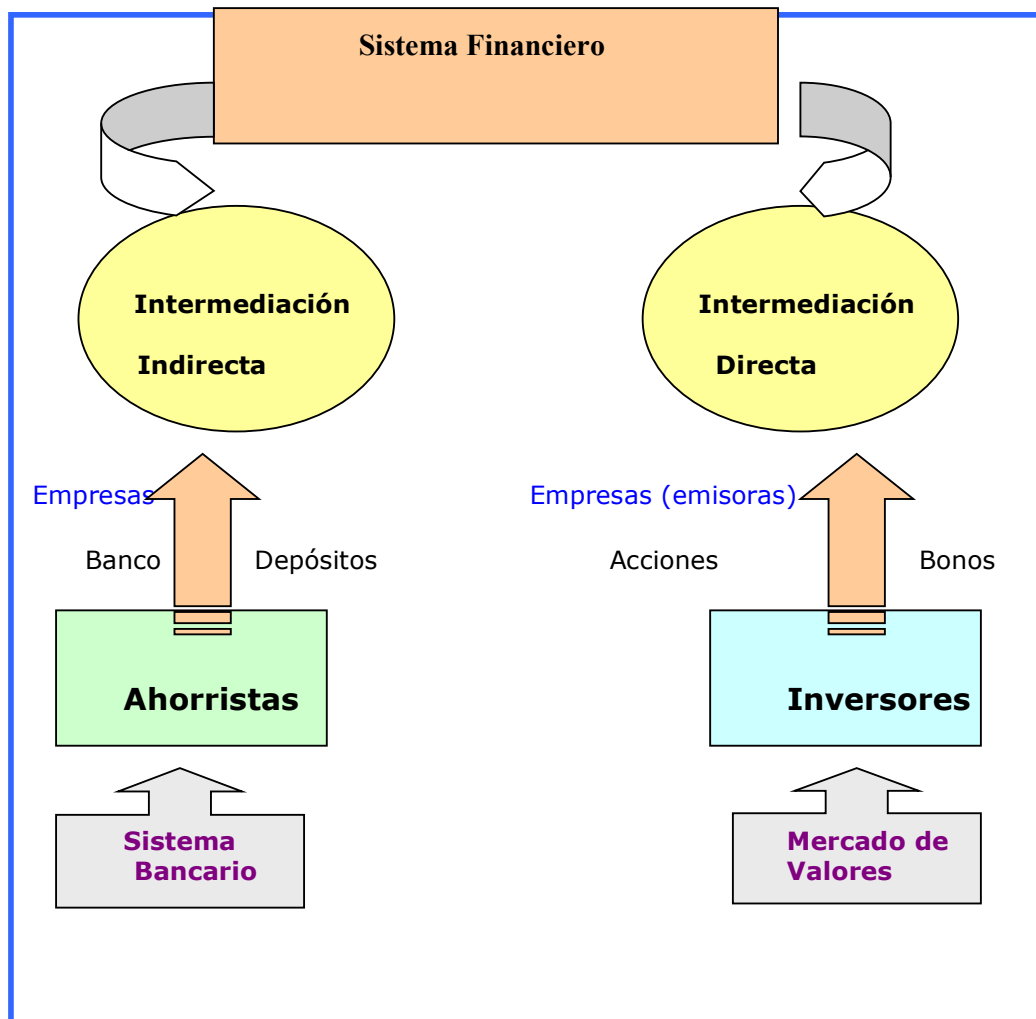 Sistema Financiero
Intermediación
Indirecta
Intermediación
Directa
Empresas
Empresas (emisoras)
Banco
Depósitos
Acciones
Bonos
Ahorristas
Inversores
Sistema
Bancario
Mercado de
Valores